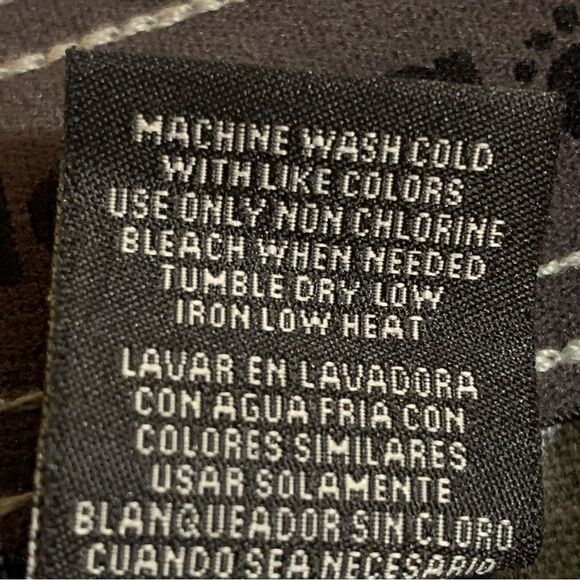 MACHINE WASH COLD
WITH LIKE COLORS
USE ONLY NON CHLORINE
BLEACH WHEN NEEDED
TUMBLE DRY LOW
IRON LOW HEAT
LAVAR EN LAVADORA
CON AGUA FRIA CON
COLORES SIMILARES
USAR SOLAMENTE
BLANQUEADOR SIN CLORO
CUANDO SEA NECESARIO